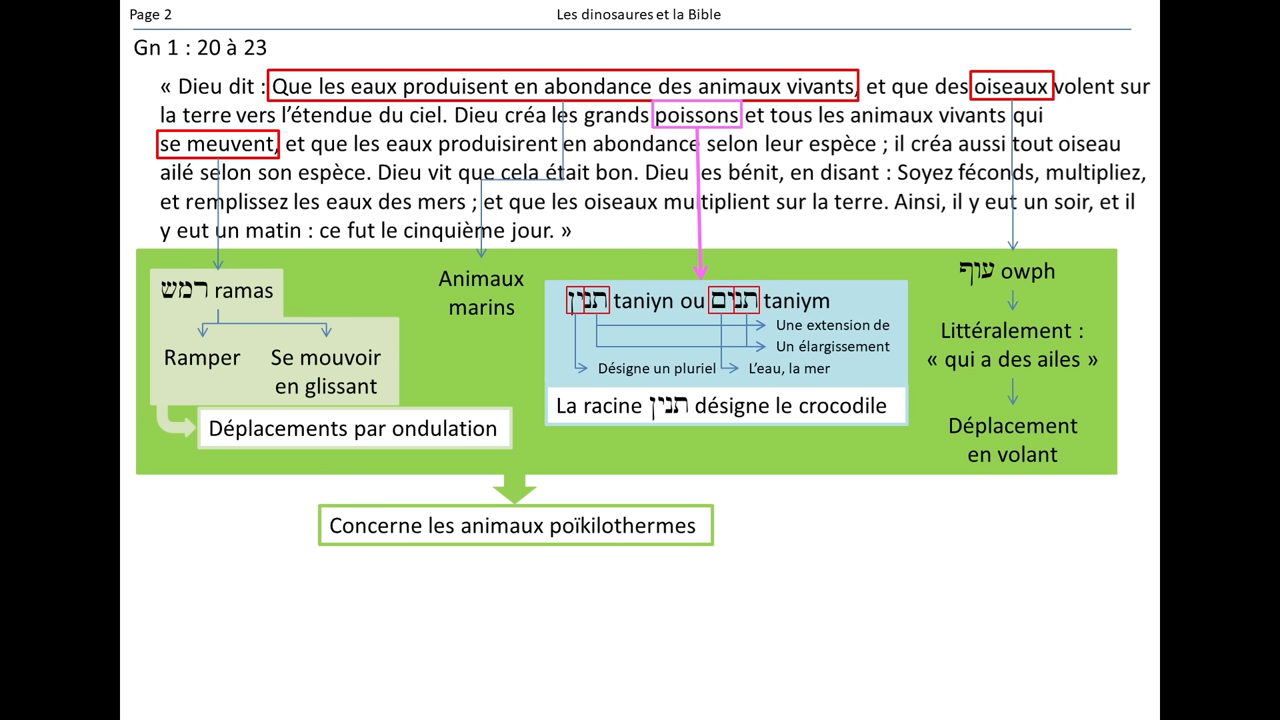 Page 2
Les dinosaures et la Bible
Gn 1 : 20 à 23
« Dieu dit : Que les eaux produisent en abondance des animaux vivants, et que des oiseaux volent sur
la terre vers l’étendue du ciel. Dieu créa les grands poissons et tous les animaux vivants qui
se meuvent, et que les eaux produisirent en abondance selon leur espèce ; il créa aussi tout oiseau
ailé selon son espèce. Dieu vit que cela était bon. Dieu es bénit, en disant : Soyez féconds, multipliez,
et remplissez les eaux des mers ; et que les oiseaux multiplient sur la terre. Ainsi, il y eut un soir, et il
y eut un matin : ce fut le cinquième jour. »
רמש ramas
Ramper
Se mouvoir
en glissant
Déplacements par ondulation
Animaux
marins
תנין taniyn ou תנים taniym
Une extension de
Un élargissement
Désigne un pluriel
L’eau, la mer
La racine תנין désigne le crocodile
עוף owph
Littéralement :
« qui a des ailes »
Déplacement
en volant
Concerne les animaux poïkilothermes